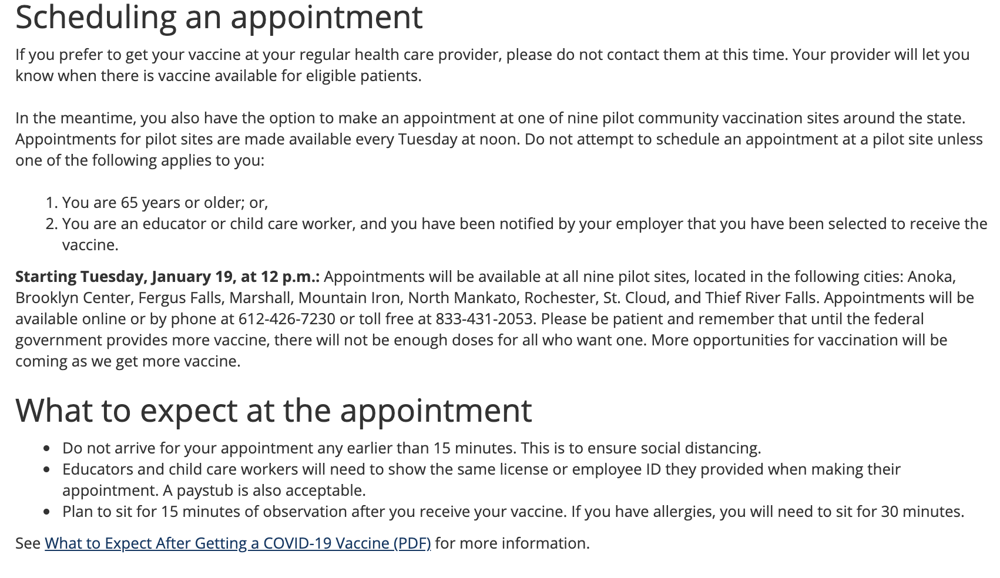 Scheduling an appointment
If you prefer to get your vaccine at your regular health care provider, please do not contact them at this time. Your provider will let you
know when there is vaccine available for eligible patients.
In the meantime, you also have the option to make an appointment at one of nine pilot community vaccination sites around the state.
Appointments for pilot sites are made available every Tuesday at noon. Do not attempt to schedule an appointment at a pilot site unless
one of the following applies to you:
1. You are 65 years or older; or,
2. You are an educator or child care worker, and you have been notified by your employer that you have been selected to receive the
vaccine.
Starting Tuesday, January 19, at 12 p.m.: Appointments will be available at all nine pilot sites, located in the following cities: Anoka,
Brooklyn Center, Fergus Falls, Marshall, Mountain Iron, North Mankato, Rochester, St. Cloud, and Thief River Falls. Appointments will be
available online or by phone at 612-426-7230 or toll free at 833-431-2053. Please be patient and remember that until the federal
government provides more vaccine, there will not be enough doses for all who want one. More opportunities for vaccination will be
coming as we get more vaccine.
What to expect at the appointment
• Do not arrive for your appointment any earlier than 15 minutes. This is to ensure social distancing.
• Educators and child care workers will need to show the same license or employee ID they provided when making their
appointment. A paystub is also acceptable.
• Plan to sit for 15 minutes of observation after you receive your vaccine. If you have allergies, you will need to sit for 30 minutes.
See What to Expect After Getting a COVID-19 Vaccine (PDF) for more information.